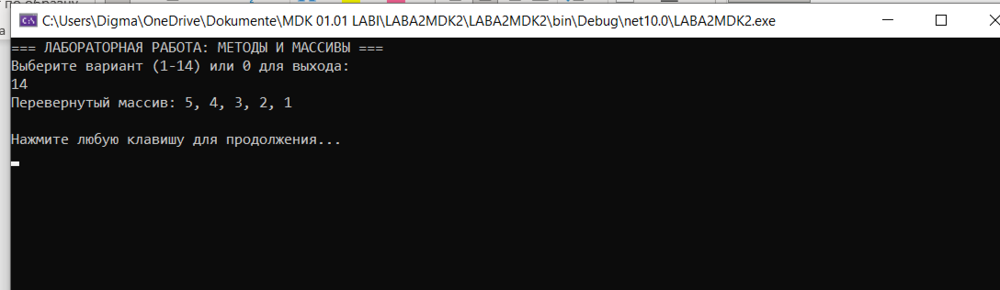 по образцу
C:\Users\Digma\OneDrive\Dokumente\MDK 01.01 LABI\LABA2MDK2\LABA2MDK2\bin\Debug\net10.0\LABA2MDK2.exe
=== ЛАБОРАТОРНАЯ РАБОТА: МЕТОДЫ И МАССИВЫ ===
Выберите вариант (1-14) или 0 для выхода:
14
Перевернутый массив: 5, 4, 3, 2, 1
Нажмите любую клавишу для продолжения...